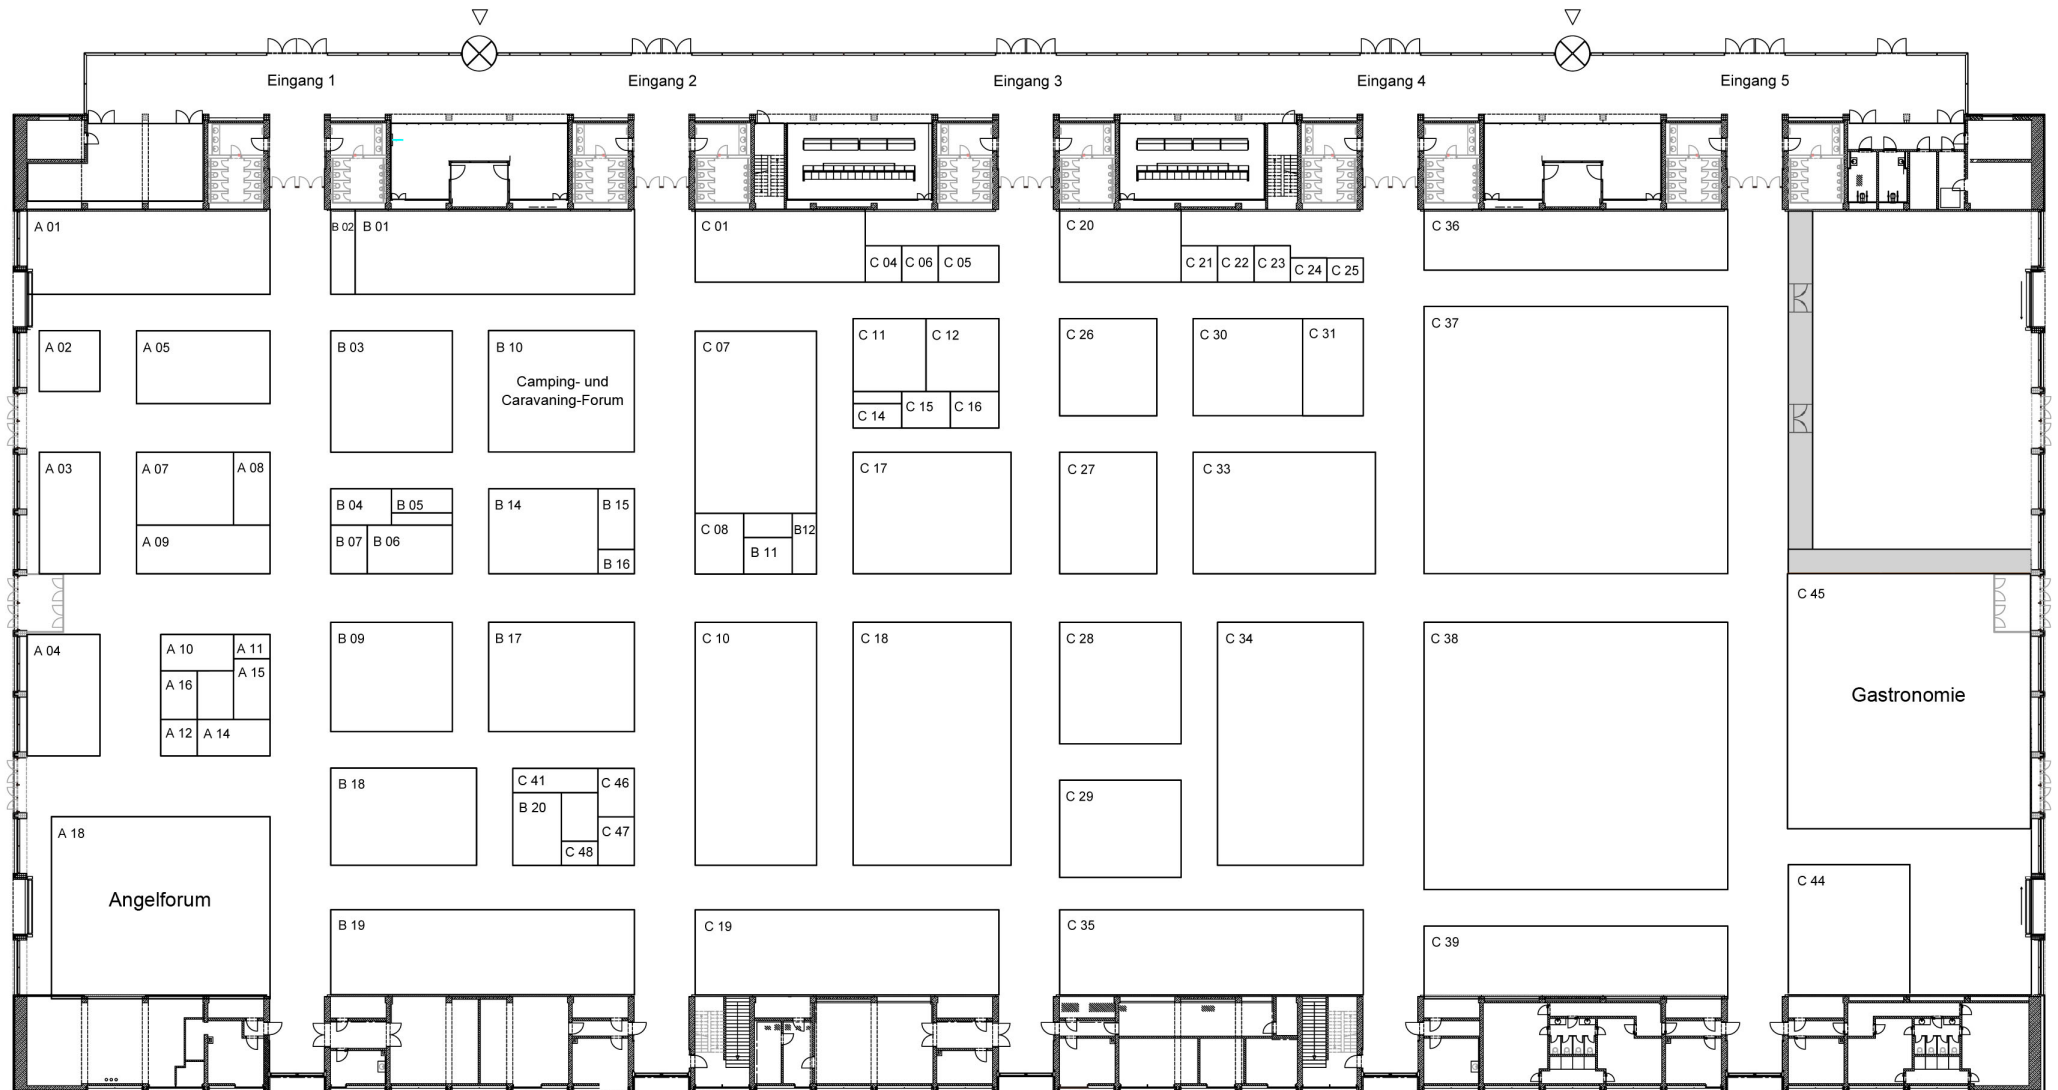 Eingang 1
Eingang 2
Eingang 3
Eingang 4
Eingang 5
A 01
B 02
B 01
C 01
C 20
C 36
C 04
C 06
C 05
C 21
C 22
C 23
C 24
C 25
A 02
A 05
B 03
B 10
Camping- und
Caravaning-Forum
C 07
C 11
C 12
C 26
C 30
C 31
C 37
C 14
C 15
C 16
A 03
A 07
A 08
C 17
C 27
C 33
B 04
B 05
B 14
B 15
A 09
B 07
B 06
C 08
B12
B 11
B 16
C 45
A 04
A 10
A 11
B 09
B 17
C 10
C 18
C 28
C 34
C 38
A 15
A 16
A 12
A 14
Gastronomie
B 18
C 41
C 46
B 20
C 29
C 47
C 48
A 18
Angelforum
C 44
B 19
C 19
C 35
C 39